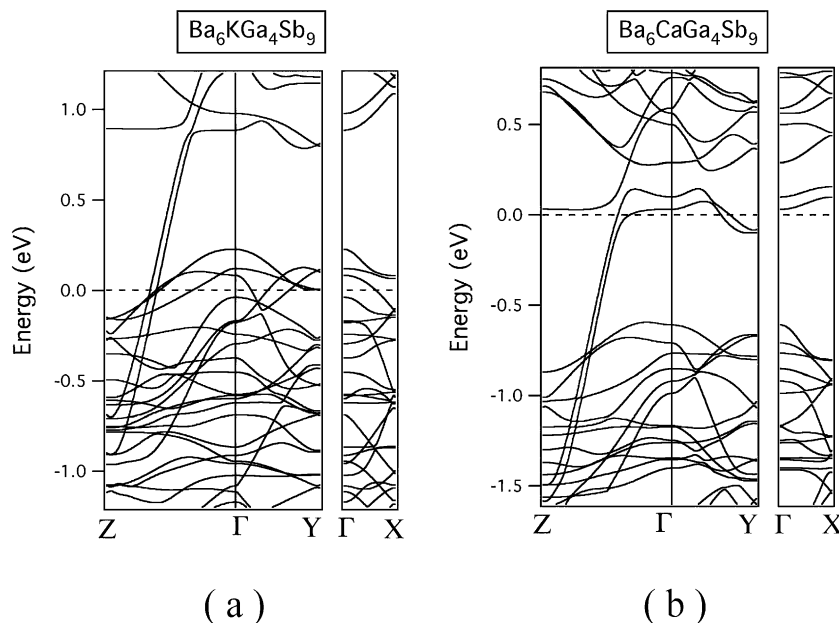 Ba6KGa4Sb9
Ba6CaGa4Sb9
Energy (eV)
1.0
0.5
0.0
-0.5
-1.0
Z
Γ
Y
Γ
X
Energy (eV)
0.5
0.0
-0.5
-1.0
-1.5
Z
Γ
Y
Γ
X
( a )
( b )